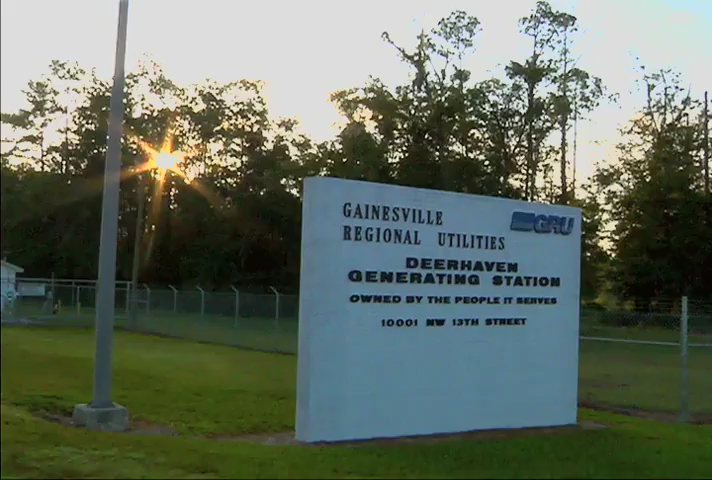 GAINESVILLE
REGIONAL UTILITIES
GRU
DEERHAVEN
GENERATING STATION
OWNED BY THE PEOPLE IT SERVES
10001 NW 13TH STREET